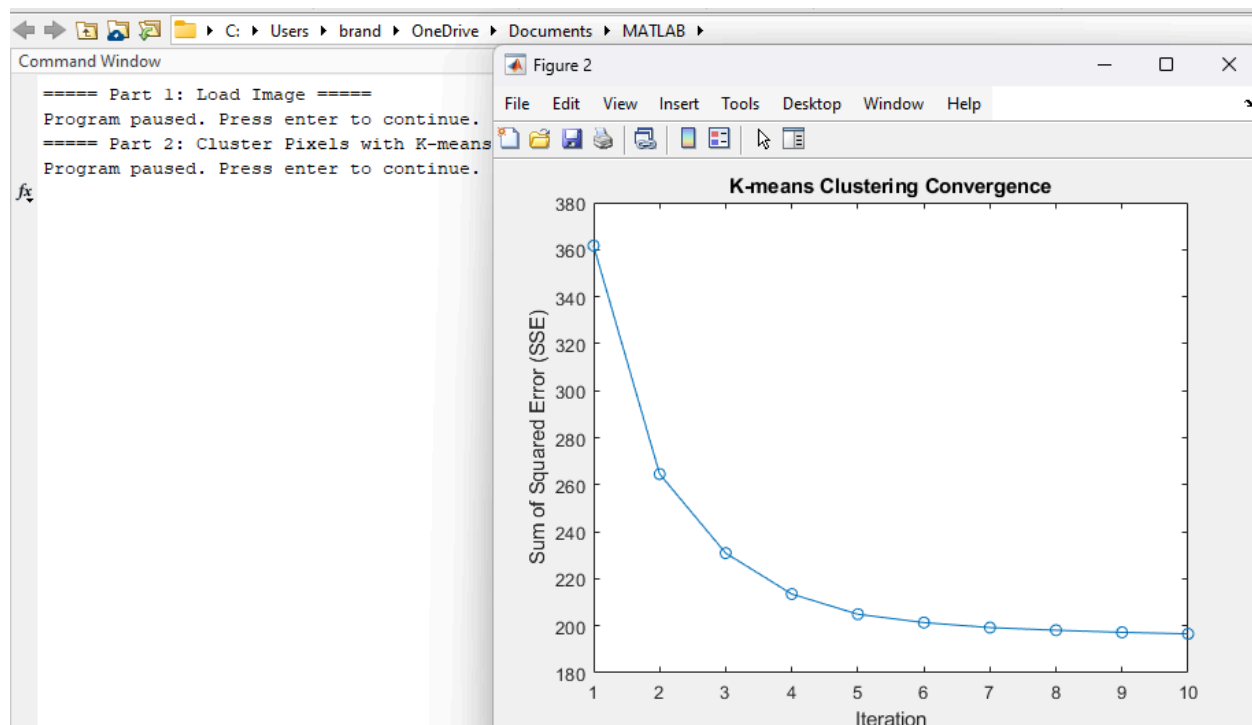 C: Users brand OneDrive Documents MATLAB
Command Window
===== Part 1: Load Image =====
Program paused. Press enter to continue.
===== Part 2: Cluster Pixels with K-means
Program paused. Press enter to continue.
fx
Figure 2
File Edit View Insert Tools Desktop Window Help
K-means Clustering Convergence
Sum of Squared Error (SSE)
380
360
340
320
300
280
260
240
220
200
180
1 2 3 4 5 6 7 8 9 10
Iteration